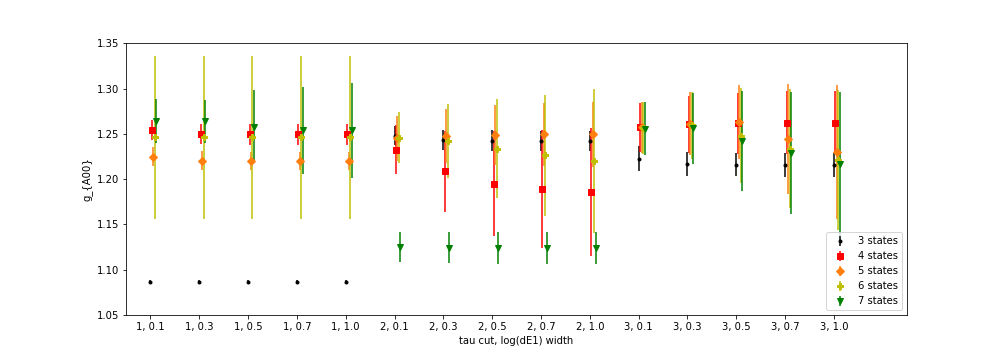 1.35
1.30
1.25
1.20
1.15
1.10
1.05
g_{A00}
1, 0.1 1, 0.3 1, 0.5 1, 0.7 1, 1.0 2, 0.1 2, 0.3 2, 0.5 2, 0.7 2, 1.0 3, 0.1 3, 0.3 3, 0.5 3, 0.7 3, 1.0
tau cut, log(dE1) width
3 states
4 states
5 states
6 states
7 states